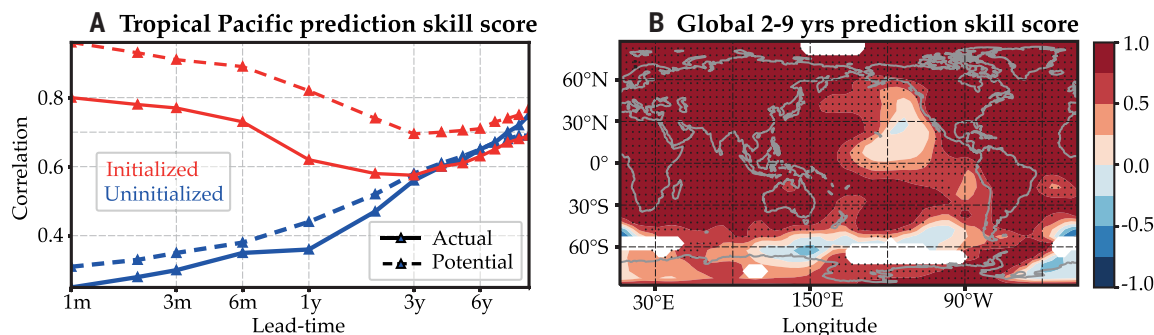 A Tropical Pacific prediction skill score
Correlation
0.8
0.6
0.4
Initialized
Uninitialized
Actual
Potential
1m 3m 6m 1y 3y 6y
Lead-time
B Global 2-9 yrs prediction skill score
60°N
30°N
0°
30°S
60°S
30°E 150°E 90°W
Longitude
1.0
0.5
0.0
-0.5
-1.0